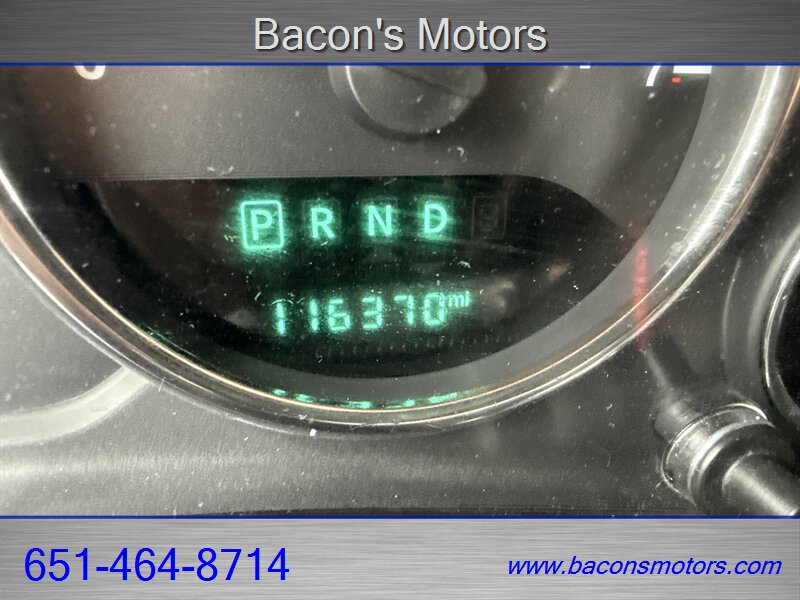 Bacon's Motors
P R N D
116370 mi
651-464-8714
www.baconsmotors.com